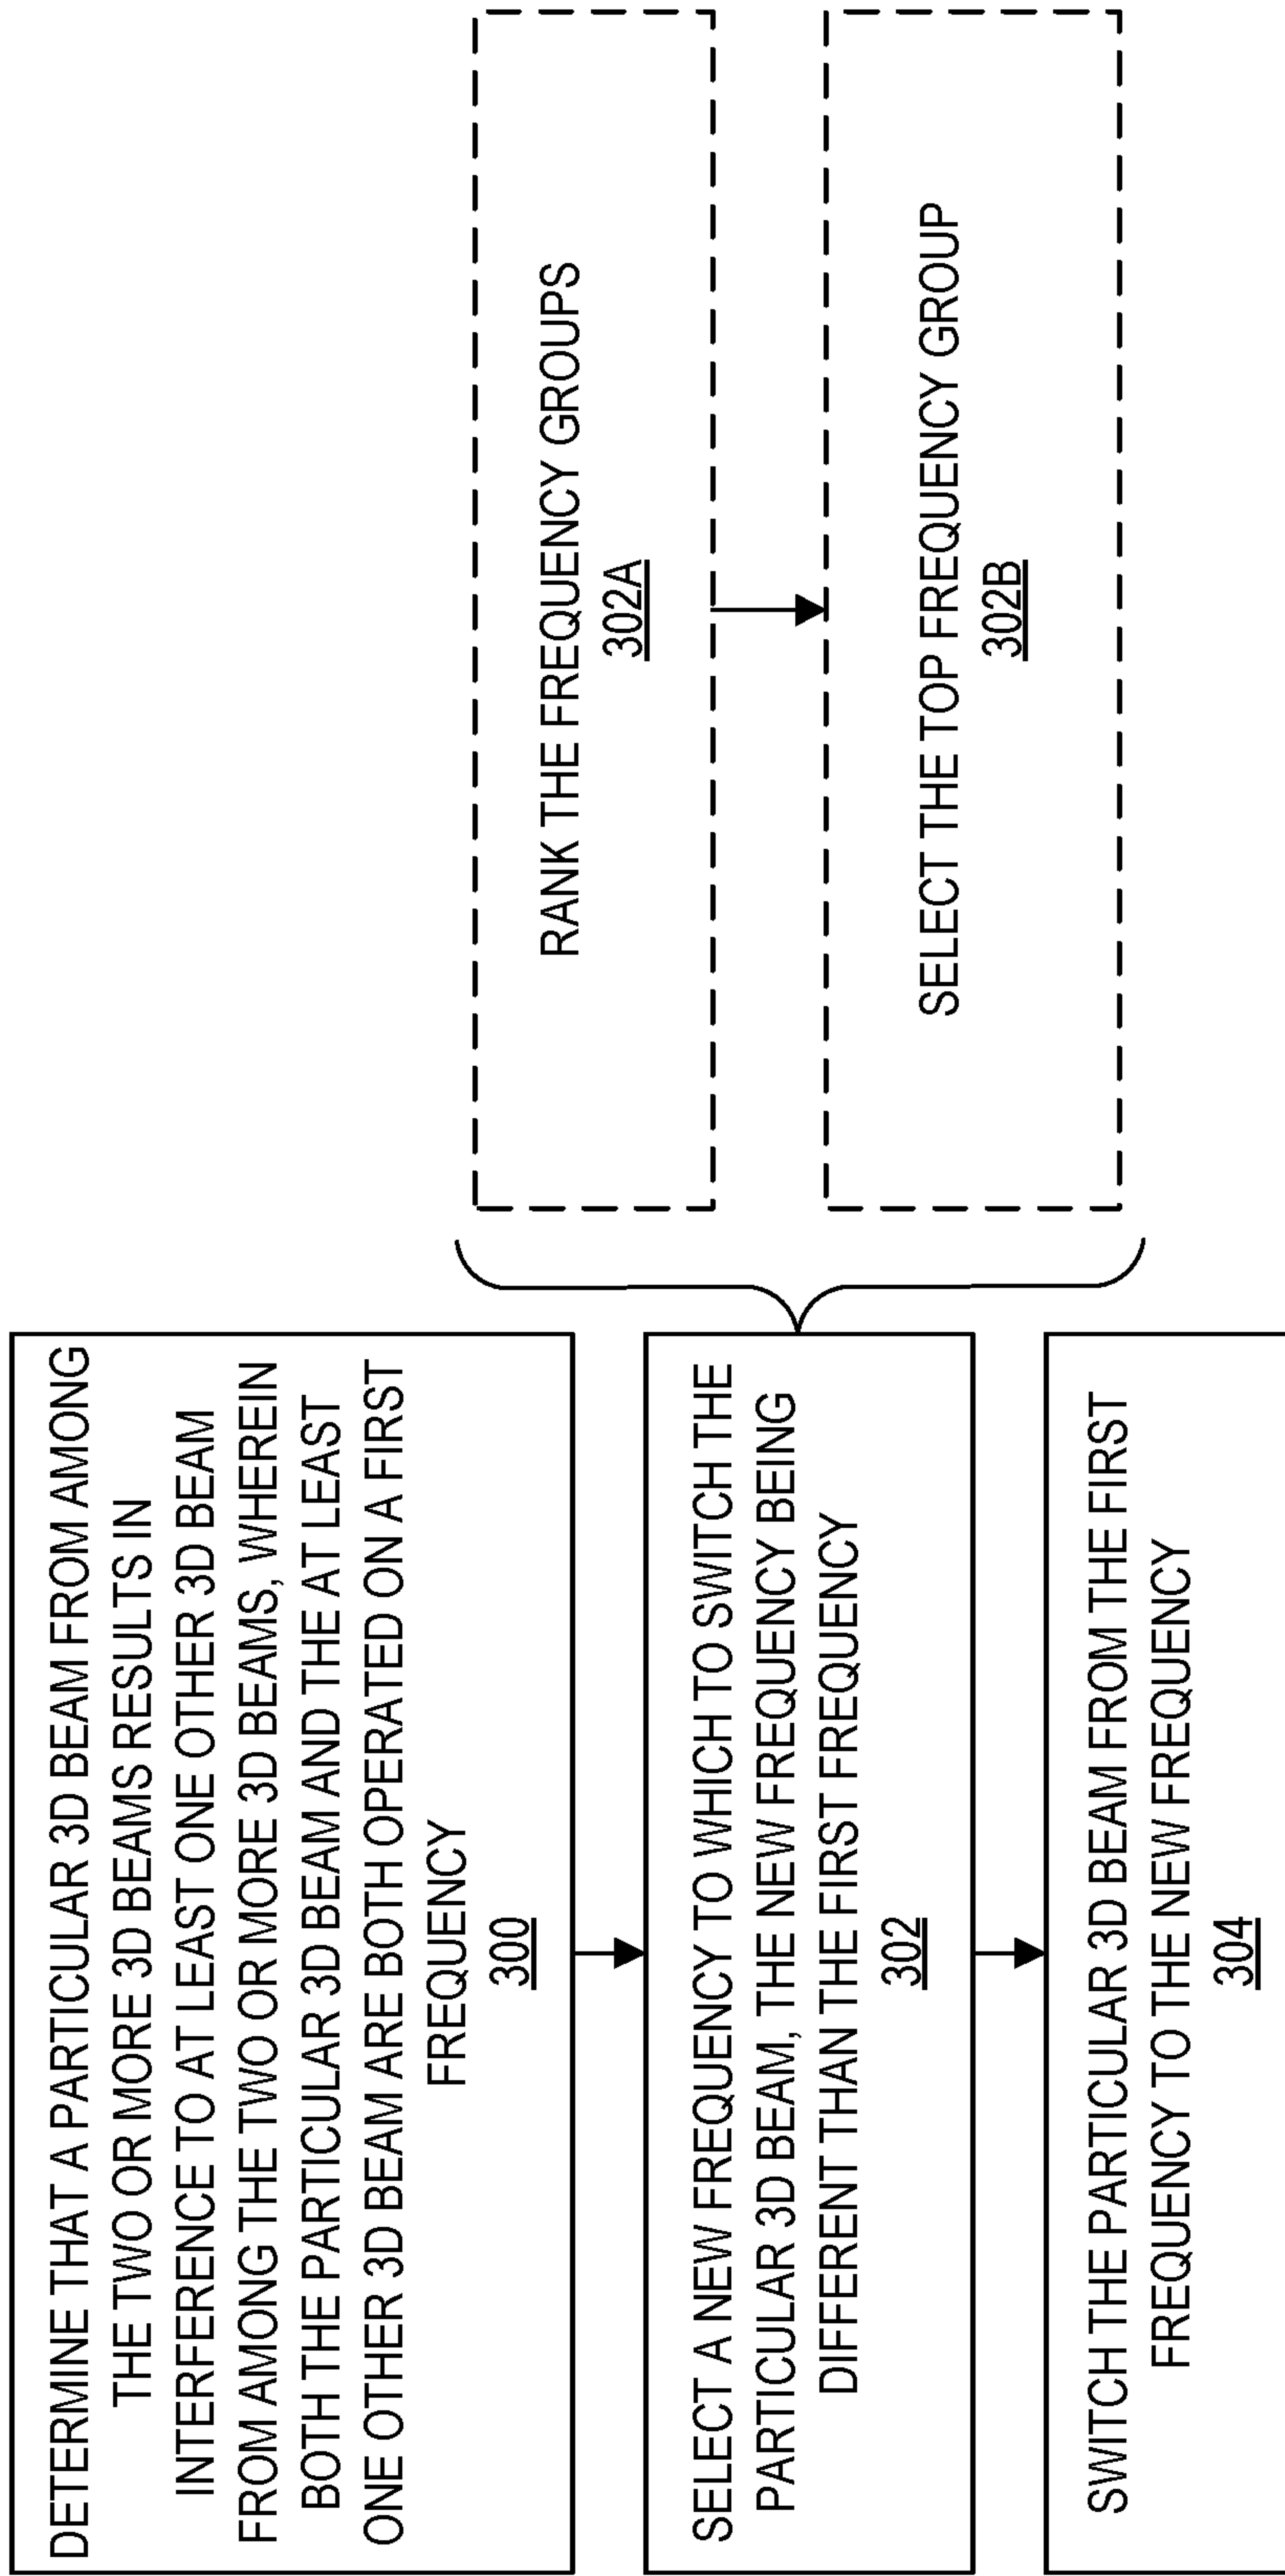 DETERMINE THAT A PARTICULAR 3D BEAM FROM AMONG
THE TWO OR MORE 3D BEAMS RESULTS IN
INTERFERENCE TO AT LEAST ONE OTHER 3D BEAM
FROM AMONG THE TWO OR MORE 3D BEAMS, WHEREIN
BOTH THE PARTICULAR 3D BEAM AND THE AT LEAST
ONE OTHER 3D BEAM ARE BOTH OPERATED ON A FIRST
FREQUENCY
300
SELECT A NEW FREQUENCY TO WHICH TO SWITCH THE
PARTICULAR 3D BEAM, THE NEW FREQUENCY BEING
DIFFERENT THAN THE FIRST FREQUENCY
302
RANK THE FREQUENCY GROUPS
302A
SELECT THE TOP FREQUENCY GROUP
302B
SWITCH THE PARTICULAR 3D BEAM FROM THE FIRST
FREQUENCY TO THE NEW FREQUENCY
304